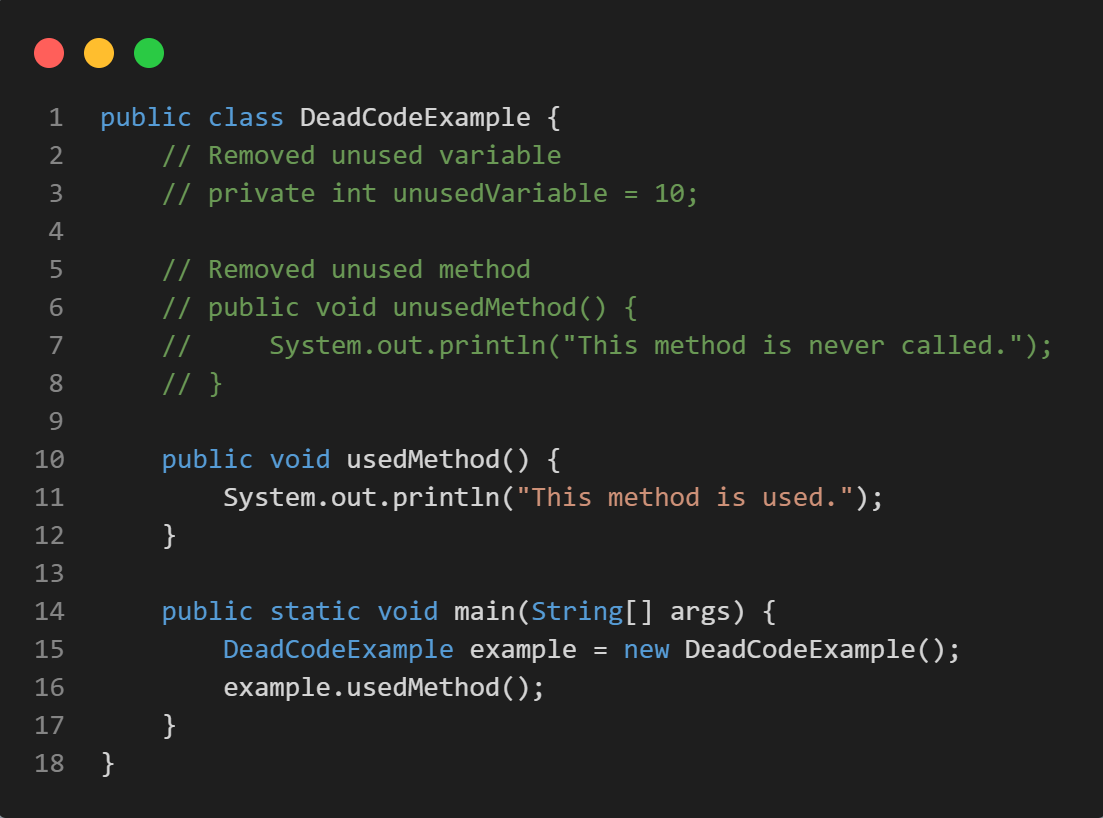 1 public class DeadCodeExample {
2     // Removed unused variable
3     // private int unusedVariable = 10;
4
5     // Removed unused method
6     // public void unusedMethod() {
7     //     System.out.println("This method is never called.");
8     // }
9
10     public void usedMethod() {
11         System.out.println("This method is used.");
12     }
13
14     public static void main(String[] args) {
15         DeadCodeExample example = new DeadCodeExample();
16         example.usedMethod();
17     }
18 }